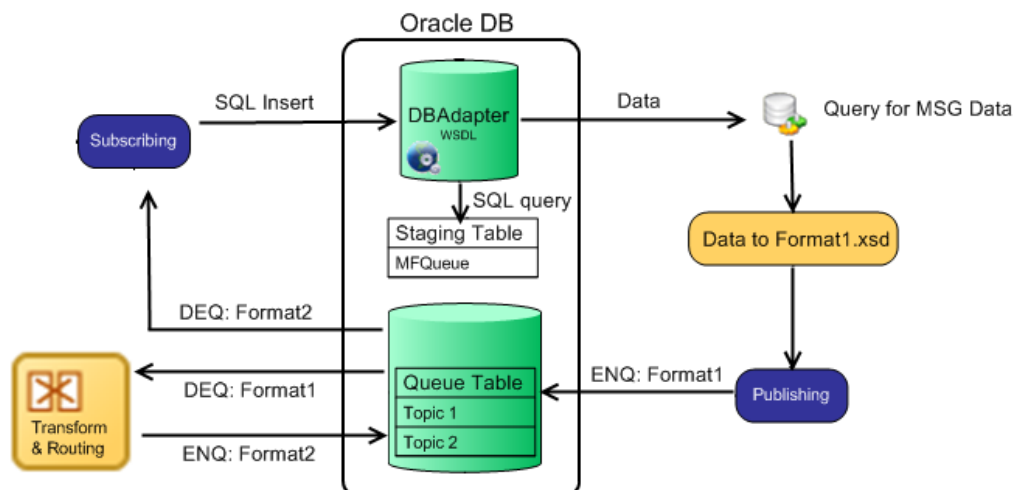 Oracle DB
SQL Insert
DBAdapter
WSDL
Data
Query for MSG Data
Subscribing
SQL query
Staging Table
MFQueue
Data to Format1.xsd
DEQ: Format2
DEQ: Format1
Queue Table
Topic 1
Topic 2
ENQ: Format1
Publishing
Transform
& Routing
ENQ: Format2